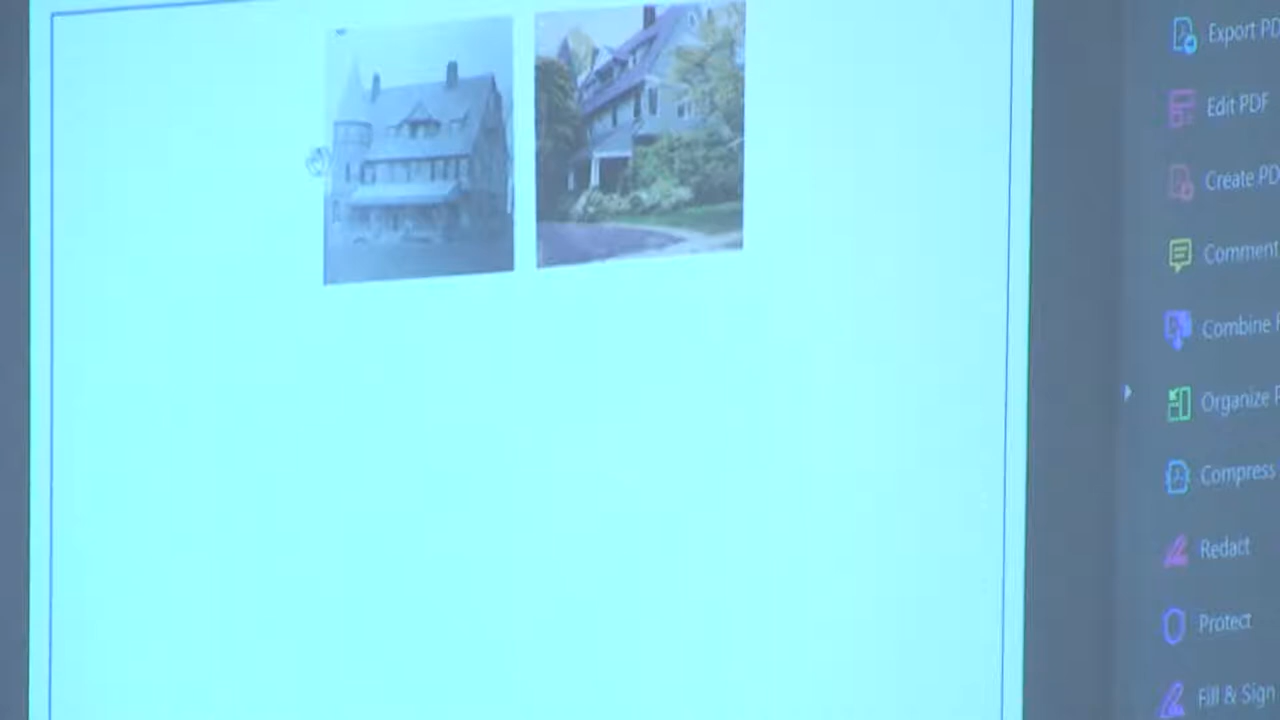 Export PD
Edit PDF
Create PD
Comment
Combine F
Organize P
Compress
Redact
Protect
Fill & Sign